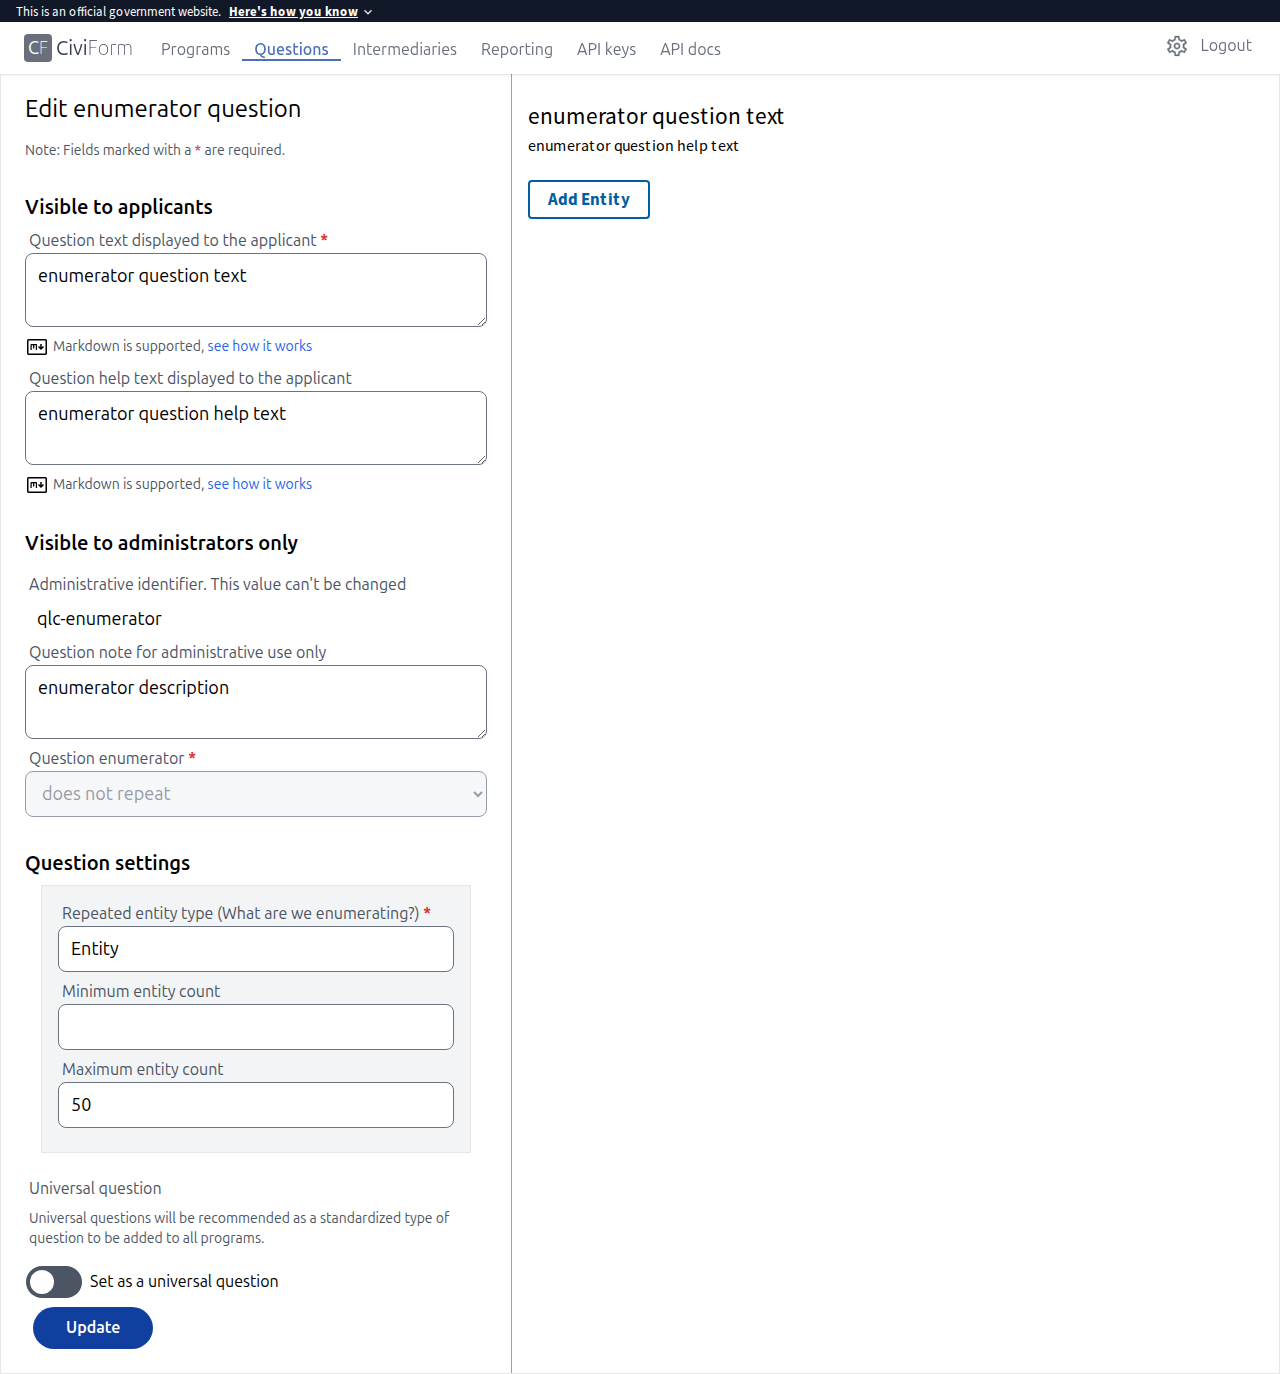 This is an official government website. Here's how you know
CF CiviForm Programs Questions Intermediaries Reporting API keys API docs Logout
Edit enumerator question
Note: Fields marked with a * are required.
Visible to applicants
Question text displayed to the applicant *
enumerator question text
Markdown is supported, see how it works
Question help text displayed to the applicant
enumerator question help text
Markdown is supported, see how it works
Visible to administrators only
Administrative identifier. This value can't be changed
qlc-enumerator
Question note for administrative use only
enumerator description
Question enumerator *
does not repeat
Question settings
Repeated entity type (What are we enumerating?) *
Entity
Minimum entity count
Maximum entity count
50
Universal question
Universal questions will be recommended as a standardized type of
question to be added to all programs.
Set as a universal question
Update
enumerator question text
enumerator question help text
Add Entity